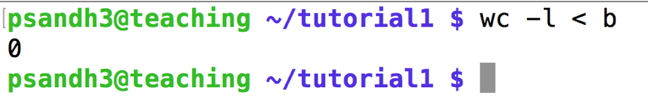 psandh3@teaching ~/tutorial1 $ wc -l < b
0
psandh3@teaching ~/tutorial1 $